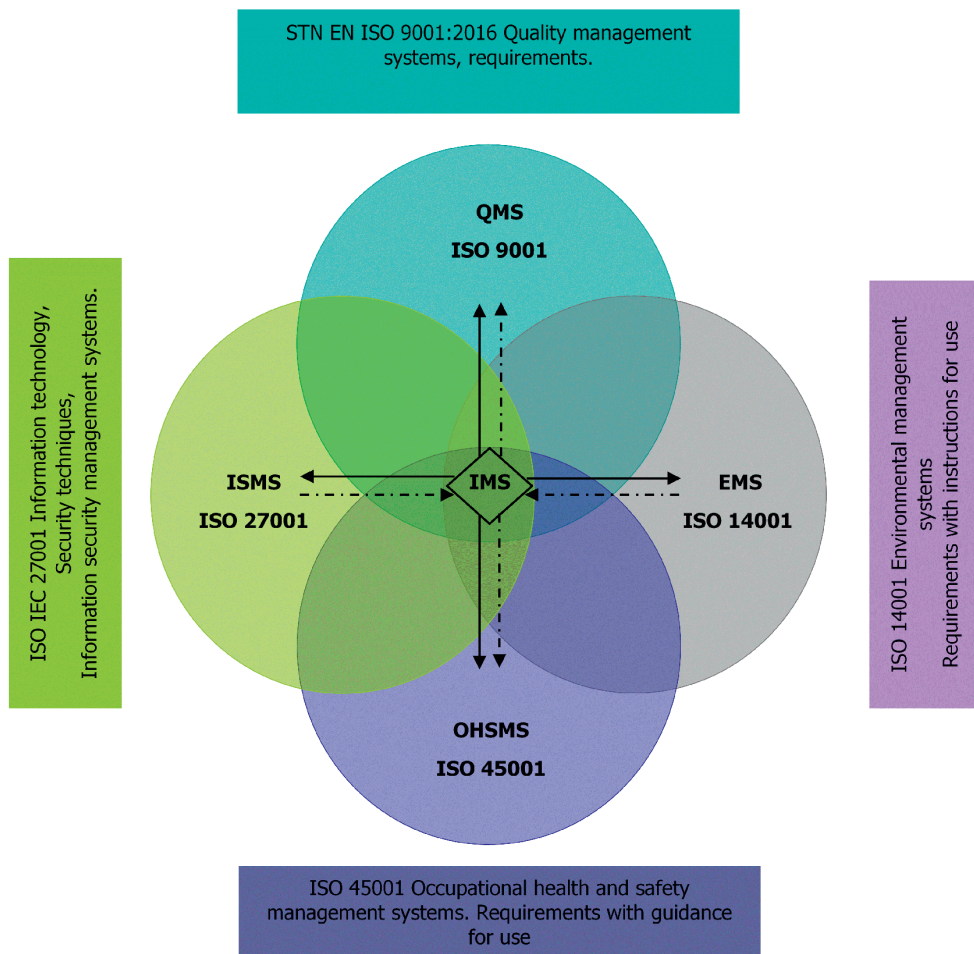 STN EN ISO 9001:2016 Quality management
systems, requirements.
QMS
ISO 9001
ISO IEC 27001 Information technology,
Security techniques,
Information security management systems.
ISMS
ISO 27001
IMS
EMS
ISO 14001
ISO 14001 Environmental management
systems
Requirements with instructions for use
OHSMS
ISO 45001
ISO 45001 Occupational health and safety
management systems. Requirements with guidance
for use